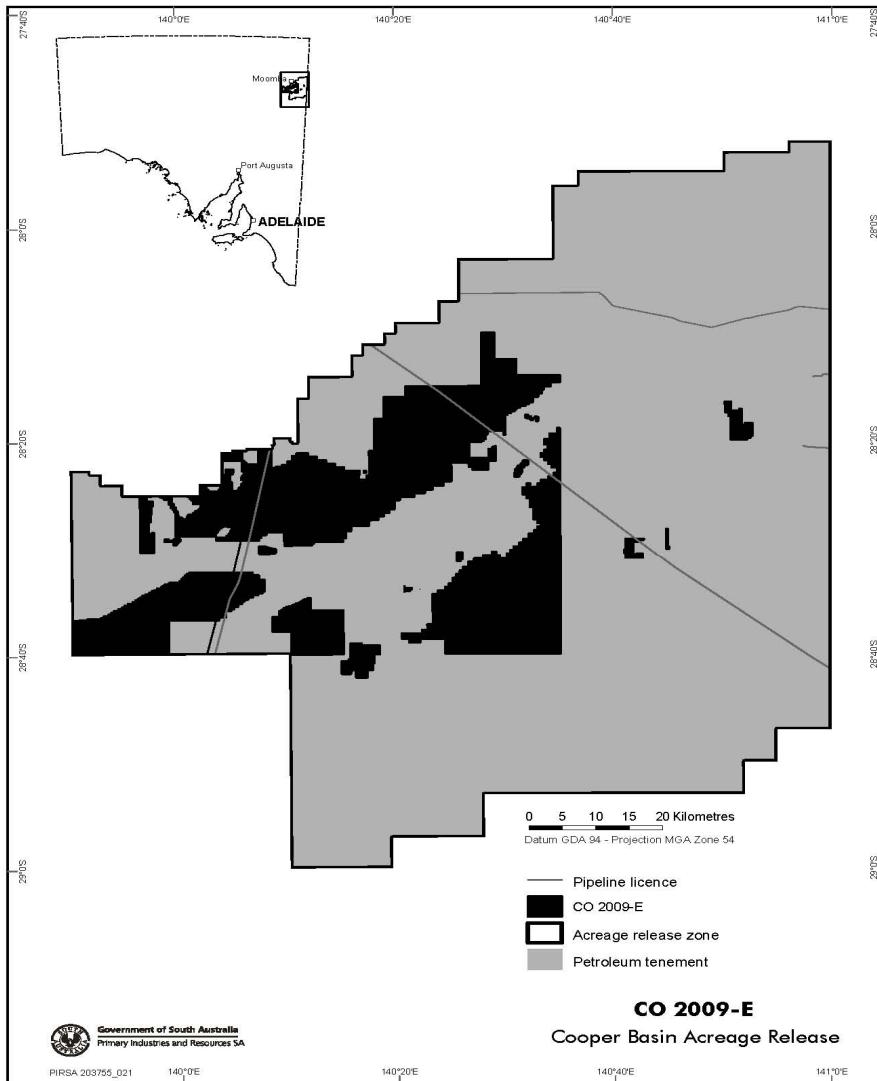 140°0'E 140°20'E 140°40'E 141°0'E
27°40'S 27°40'S
Moomba
Port Augusta
ADELAIDE
28°0'S 28°0'S
28°20'S 28°20'S
28°40'S 28°40'S
0 5 10 15 20 Kilometres
Datum GDA 94 - Projection MGA Zone 54
29°0'S 29°0'S
Pipeline licence
CO 2009-E
Acreage release zone
Petroleum tenement
CO 2009-E
Cooper Basin Acreage Release
SOUTH AUSTRALIA
Government of South Australia
Primary Industries and Resources SA
PIRSA 203755_021
140°0'E 140°20'E 140°40'E 141°0'E